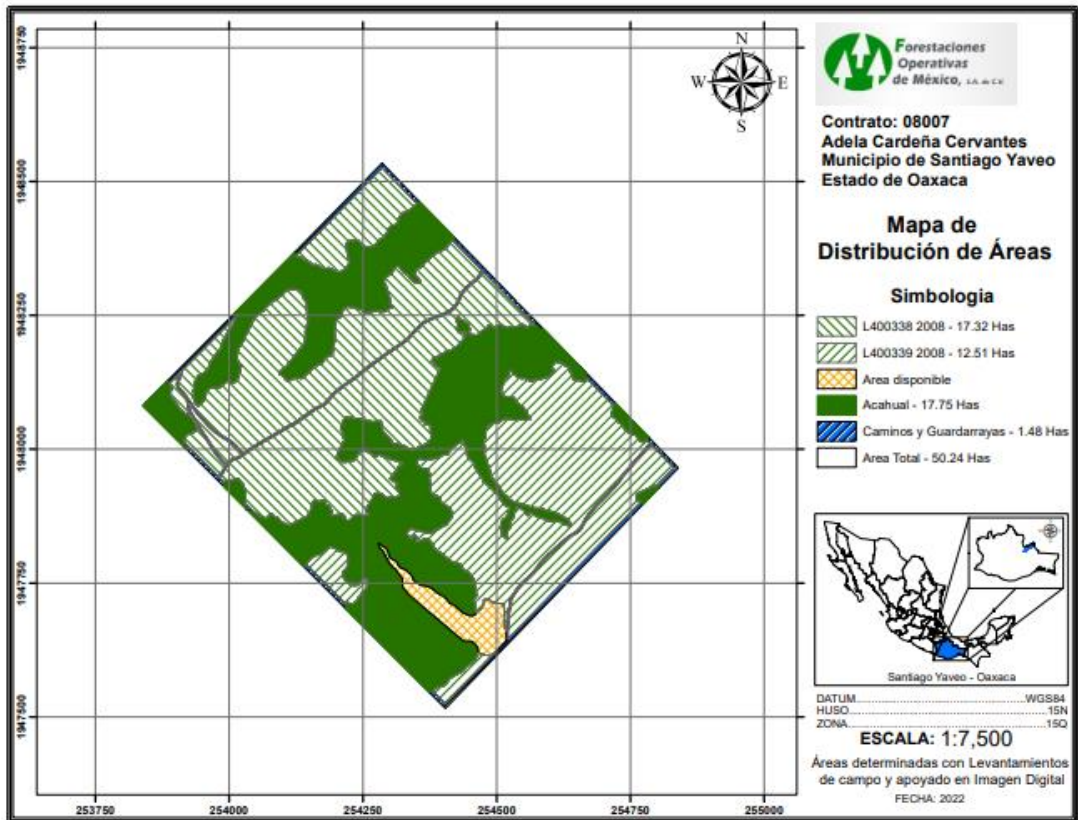 Forestaciones
Operativas
de México, S.A. de C.V.
Contrato: 08007
Adela Cardeña Cervantes
Municipio de Santiago Yaveo
Estado de Oaxaca
Mapa de
Distribución de Áreas
Simbologia
L400338 2008 - 17.32 Has
L400339 2008 - 12.51 Has
Area disponible
Acahual - 17.75 Has
Caminos y Guardarrayas - 1.48 Has
Area Total - 50.24 Has
Santiago Yaveo - Oaxaca
DATUM WGS84
HUSO 15N
ZONA 15Q
ESCALA: 1:7,500
Áreas determinadas con Levantamientos
de campo y apoyado en Imagen Digital
FECHA: 2022
N
W E
S
1948750
1948500
1948250
1948000
1947750
1947500
253750 254000 254250 254500 254750 255000